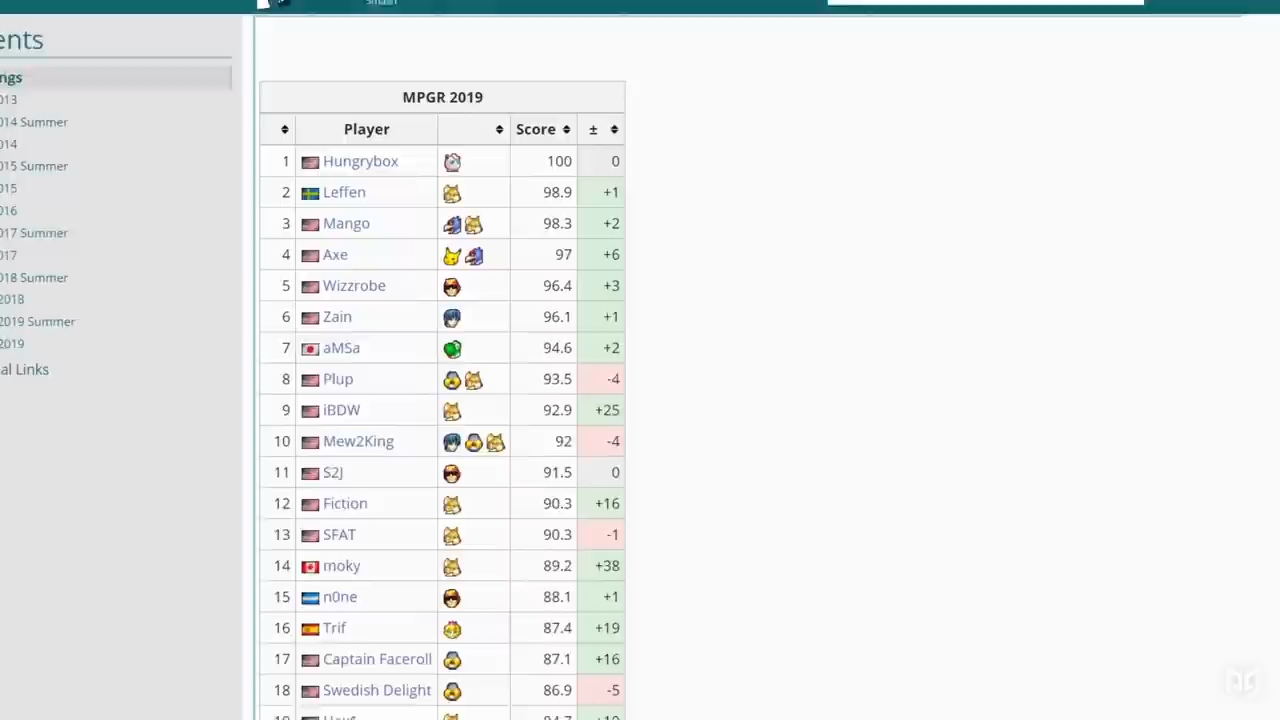 Smash
ents
ngs
013
014 Summer
014
015 Summer
015
016
017 Summer
017
018 Summer
2018
2019 Summer
2019
al Links
MPGR 2019
Player Score ±
1 Hungrybox 100 0
2 Leffen 98.9 +1
3 Mango 98.3 +2
4 Axe 97 +6
5 Wizzrobe 96.4 +3
6 Zain 96.1 +1
7 aMSa 94.6 +2
8 Plup 93.5 -4
9 iBDW 92.9 +25
10 Mew2King 92 -4
11 S2J 91.5 0
12 Fiction 90.3 +16
13 SFAT 90.3 -1
14 moky 89.2 +38
15 n0ne 88.1 +1
16 Trif 87.4 +19
17 Captain Faceroll 87.1 +16
18 Swedish Delight 86.9 -5